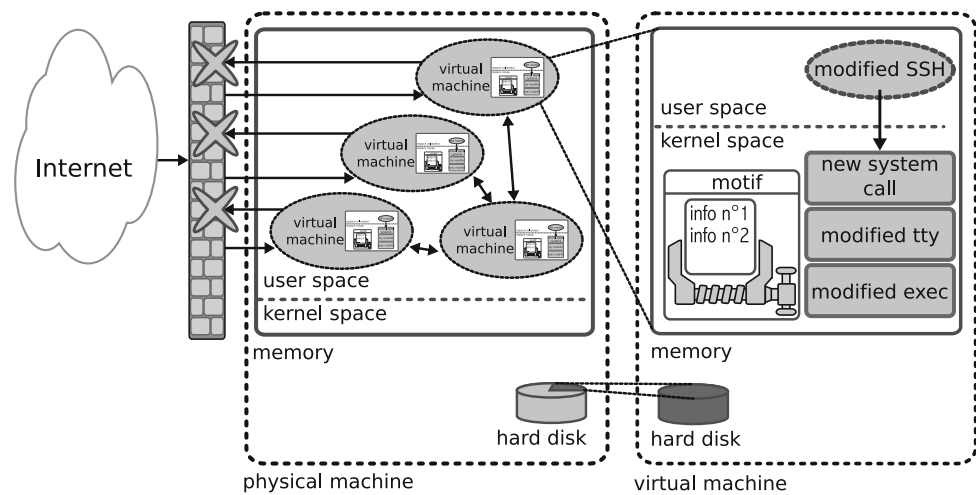 Internet
virtual
machine
virtual
machine
virtual
machine
virtual
machine
user space
kernel space
memory
hard disk
physical machine
modified SSH
user space
kernel space
motif
info n°1
info n°2
new system
call
modified tty
modified exec
memory
hard disk
virtual machine